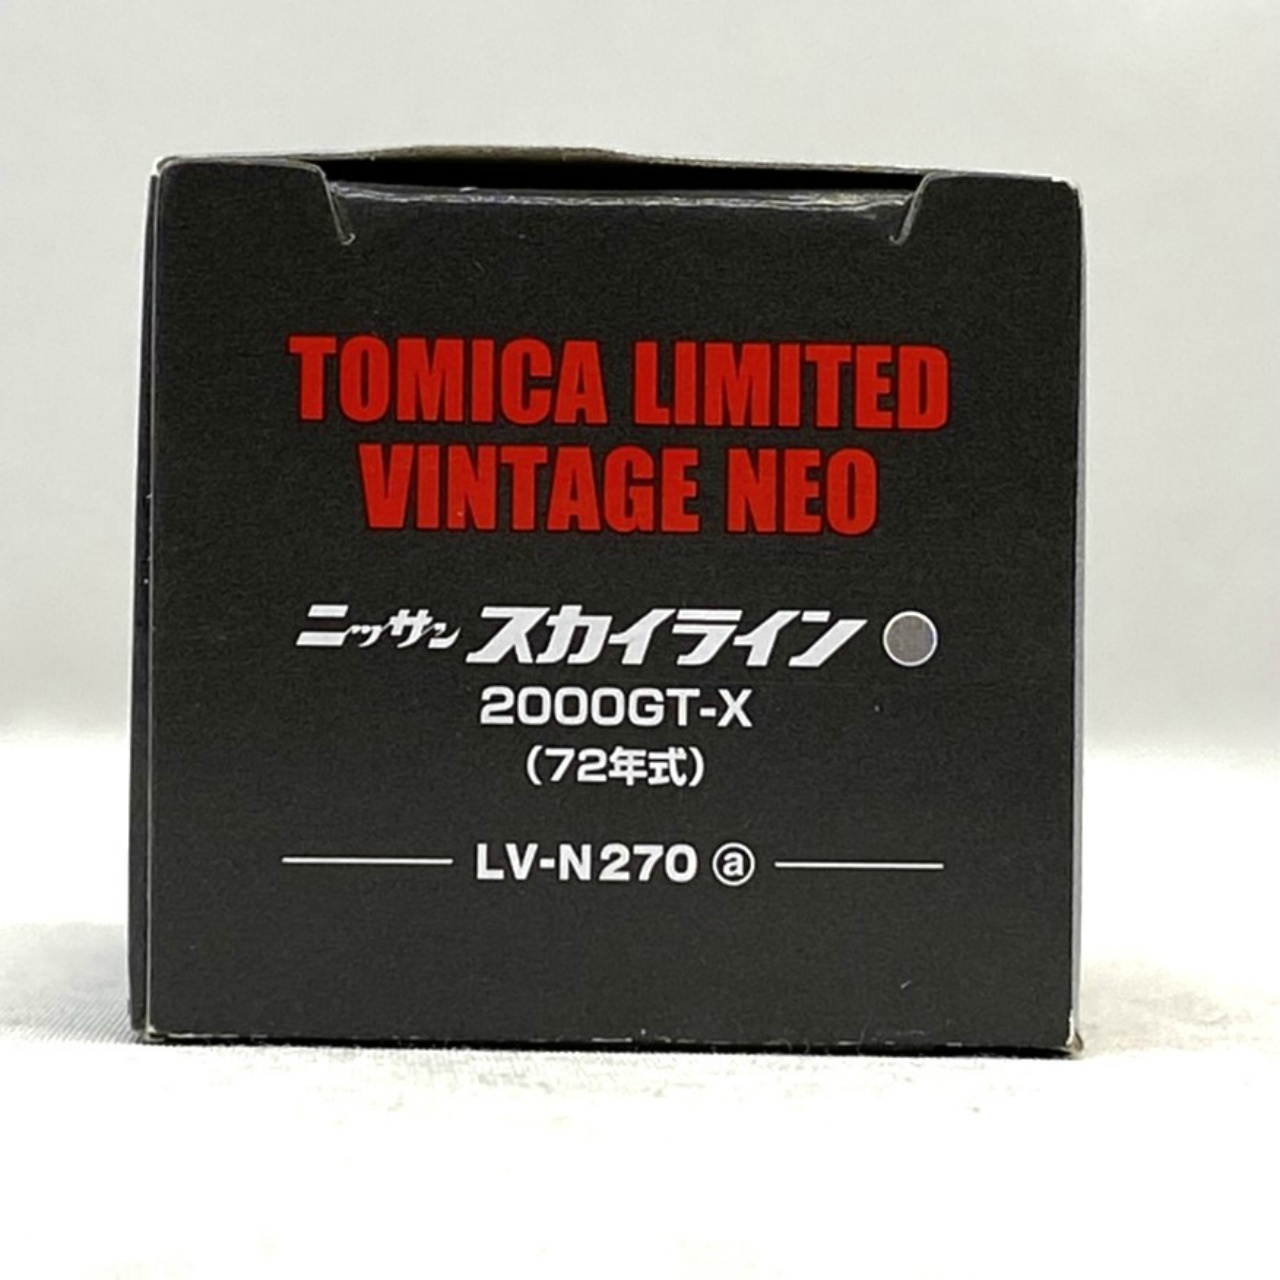 TOMICA LIMITED
VINTAGE NEO
ニッサン スカイライン
2000GT-X
(72年式)
LV-N270 ⓐ